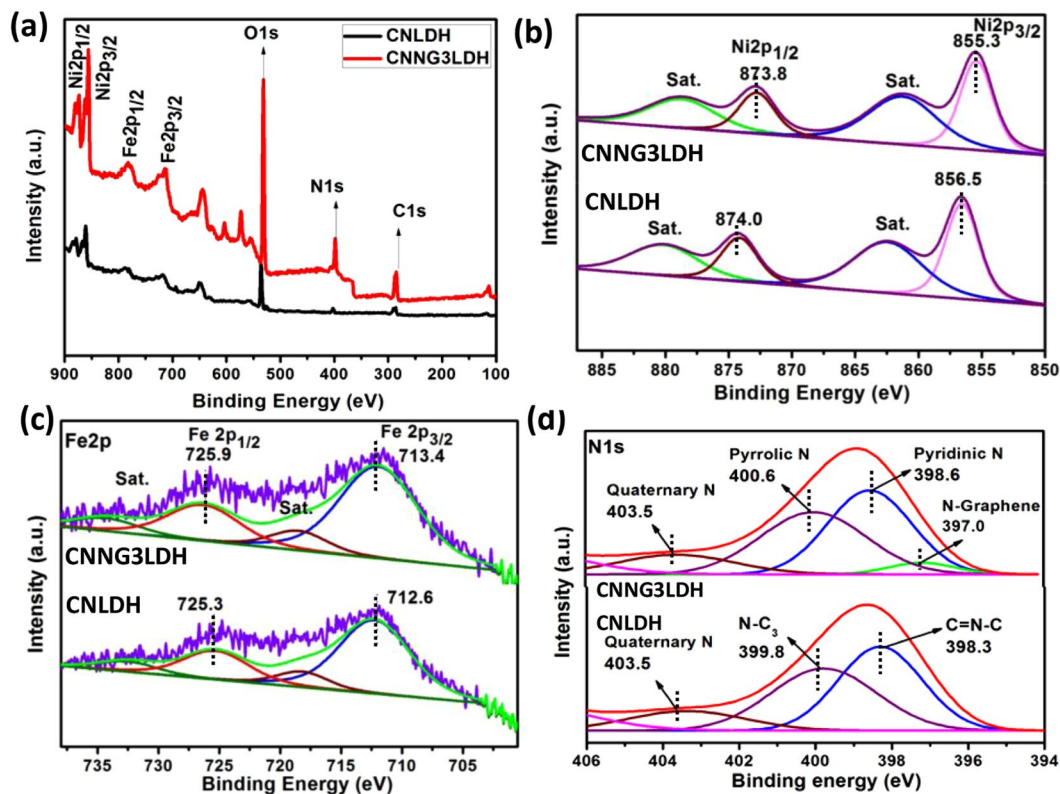 (a)
Ni2p1/2
Ni2p3/2
Fe2p1/2
Fe2p3/2
O1s
N1s
C1s
CNLDH
CNNG3LDH
Intensity (a.u.)
900 800 700 600 500 400 300 200 100
Binding Energy (eV)
(b)
Ni2p3/2
855.3
Ni2p1/2
873.8
Sat.
Sat.
CNNG3LDH
CNLDH
856.5
874.0
Sat.
Sat.
Intensity (a.u.)
885 880 875 870 865 860 855 850
Binding Energy (eV)
(c)
Fe2p
Fe 2p1/2
725.9
Fe 2p3/2
713.4
Sat.
Sat.
CNNG3LDH
CNLDH
725.3
712.6
Intensity (a.u.)
735 730 725 720 715 710 705
Binding energy (eV)
(d)
N1s
Pyrrolic N
400.6
Pyridinic N
398.6
Quaternary N
403.5
N-Graphene
397.0
CNNG3LDH
CNLDH
Quaternary N
403.5
N-C3
399.8
C=N-C
398.3
Intensity (a.u.)
406 404 402 400 398 396 394
Binding energy (eV)